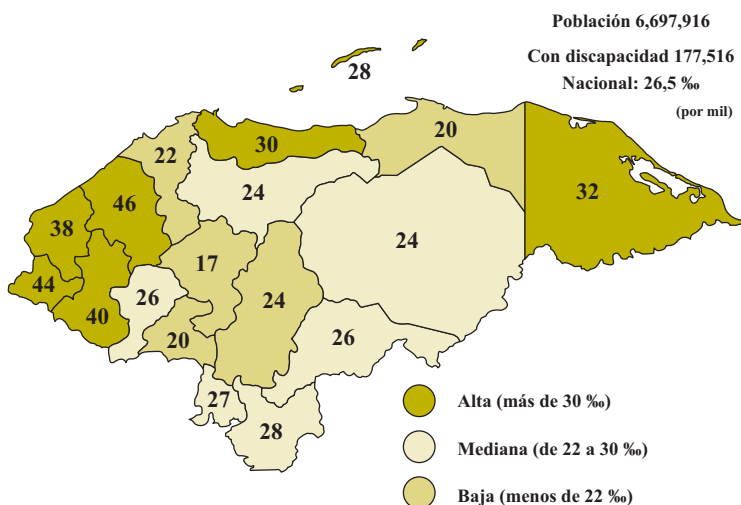 Población 6,697,916
Con discapacidad 177,516
Nacional: 26,5 ‰
(por mil)
28
20
30
22
32
24
46
38
24
17
44
24
26
40
20
26
27
28
Alta (más de 30 ‰)
Mediana (de 22 a 30 ‰)
Baja (menos de 22 ‰)